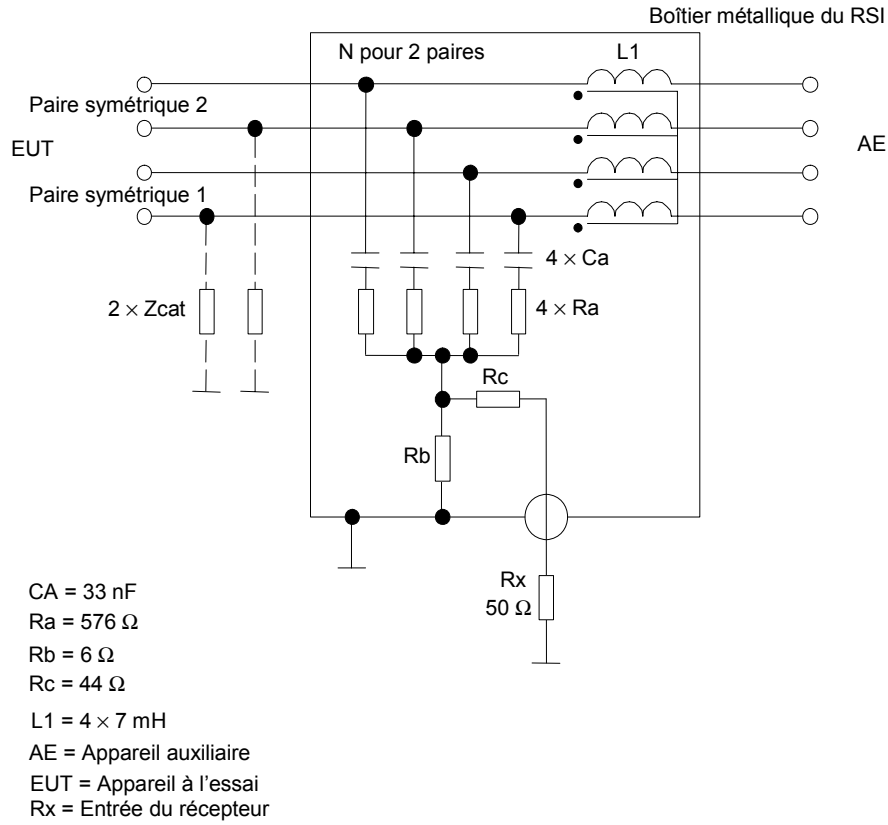 Boîtier métallique du RSI
N pour 2 paires
L1
Paire symétrique 2
EUT
AE
Paire symétrique 1
4 × Ca
2 × Zcat
4 × Ra
Rc
Rb
Rx
50 Ω
CA = 33 nF
Ra = 576 Ω
Rb = 6 Ω
Rc = 44 Ω
L1 = 4 × 7 mH
AE = Appareil auxiliaire
EUT = Appareil à l'essai
Rx = Entrée du récepteur